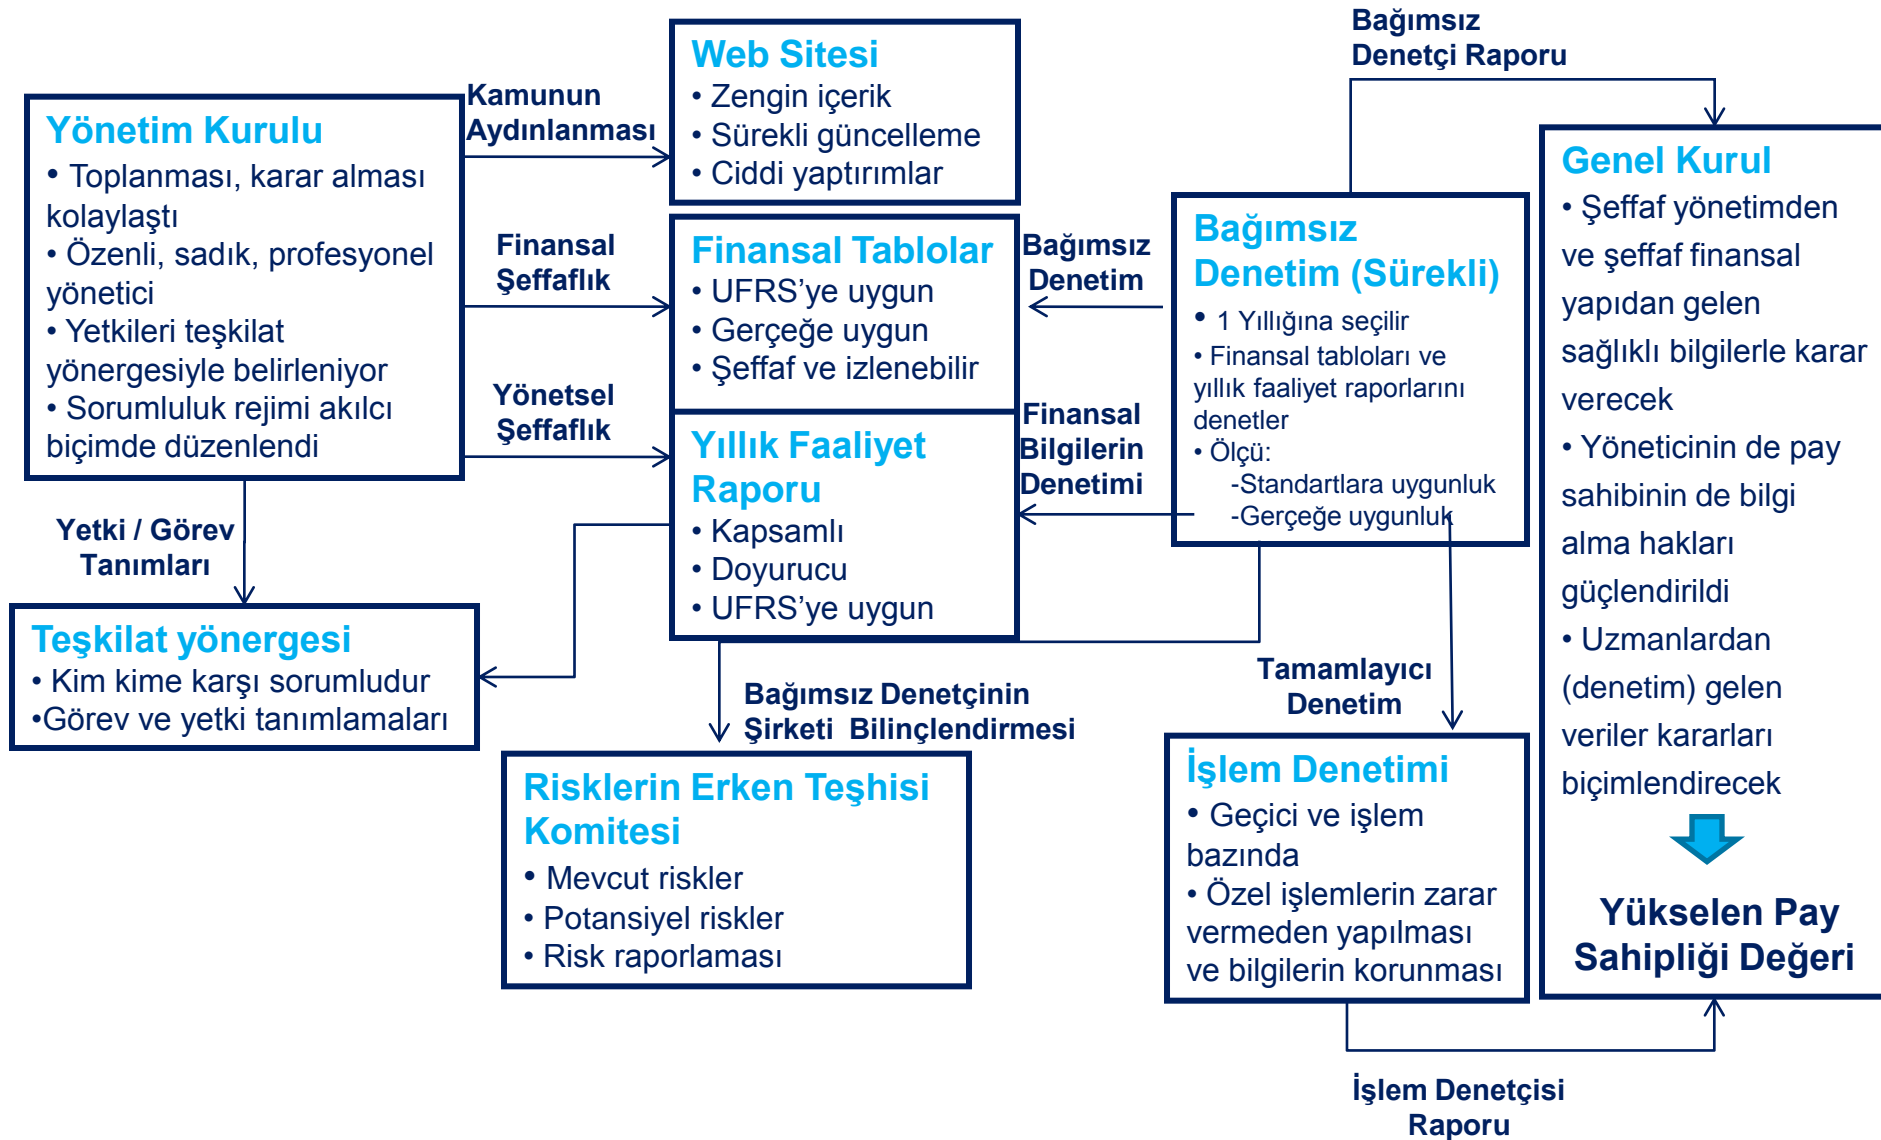 Yönetim Kurulu
• Toplanması, karar alması
kolaylaştı
• Özenli, sadık, profesyonel
yönetici
• Yetkileri teşkilat
yönergesiyle belirleniyor
• Sorumluluk rejimi akılcı
biçimde düzenlendi
Kamunun
Aydınlanması
Finansal
Şeffaflık
Yönetsel
Şeffaflık
Yetki / Görev
Tanımları
Teşkilat yönergesi
• Kim kime karşı sorumludur
•Görev ve yetki tanımlamaları
Web Sitesi
• Zengin içerik
• Sürekli güncelleme
• Ciddi yaptırımlar
Finansal Tablolar
• UFRS’ye uygun
• Gerçeğe uygun
• Şeffaf ve izlenebilir
Yıllık Faaliyet
Raporu
• Kapsamlı
• Doyurucu
• UFRS’ye uygun
Bağımsız
Denetim
Finansal
Bilgilerin
Denetimi
Bağımsız Denetçinin
Şirketi Bilinçlendirmesi
Risklerin Erken Teşhisi
Komitesi
• Mevcut riskler
• Potansiyel riskler
• Risk raporlaması
Bağımsız
Denetçi Raporu
Bağımsız
Denetim (Sürekli)
• 1 Yıllığına seçilir
• Finansal tabloları ve
yıllık faaliyet raporlarını
denetler
• Ölçü:
-Standartlara uygunluk
-Gerçeğe uygunluk
Tamamlayıcı
Denetim
İşlem Denetimi
• Geçici ve işlem
bazında
• Özel işlemlerin zarar
vermeden yapılması
ve bilgilerin korunması
İşlem Denetçisi
Raporu
Genel Kurul
• Şeffaf yönetimden
ve şeffaf finansal
yapıdan gelen
sağlıklı bilgilerle karar
verecek
• Yöneticinin de pay
sahibinin de bilgi
alma hakları
güçlendirildi
• Uzmanlardan
(denetim) gelen
veriler kararları
biçimlendirecek
Yükselen Pay
Sahipliği Değeri